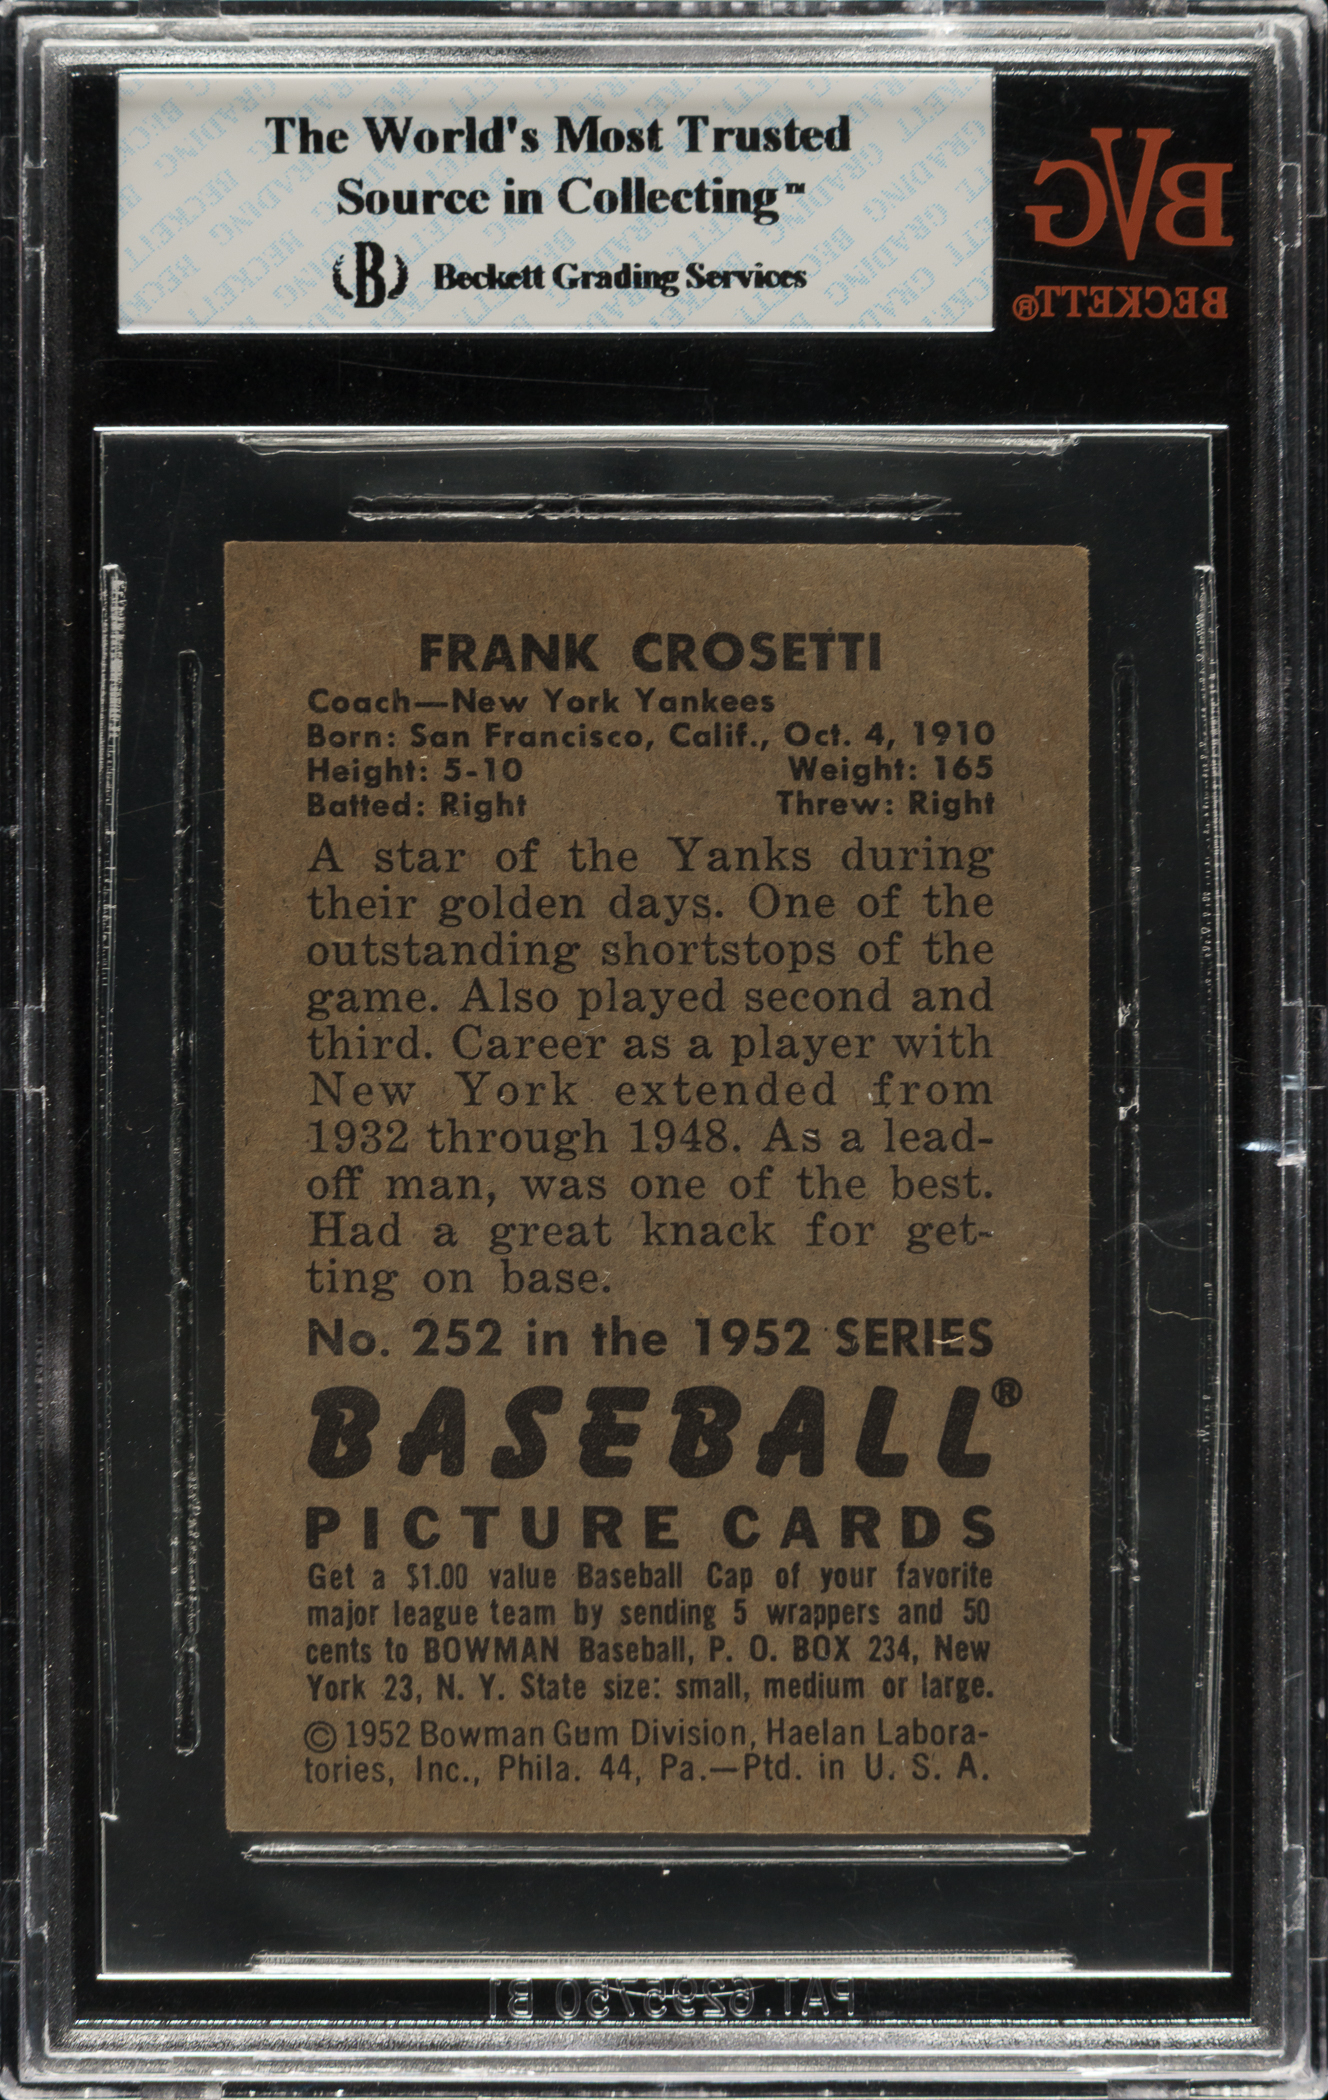 The World's Most Trusted
Source in Collecting™
B Beckett Grading Services
BVG
BECKETT®
FRANK CROSETTI
Coach—New York Yankees
Born: San Francisco, Calif., Oct. 4, 1910
Height: 5-10 Weight: 165
Batted: Right Threw: Right
A star of the Yanks during
their golden days. One of the
outstanding shortstops of the
game. Also played second and
third. Career as a player with
New York extended from
1932 through 1948. As a lead-
off man, was one of the best.
Had a great knack for get-
ting on base.
No. 252 in the 1952 SERIES
BASEBALL®
PICTURE CARDS
Get a $1.00 value Baseball Cap of your favorite
major league team by sending 5 wrappers and 50
cents to BOWMAN Baseball, P. O. BOX 234, New
York 23, N. Y. State size: small, medium or large.
© 1952 Bowman Gum Division, Haelan Labora-
tories, Inc., Phila. 44, Pa.—Ptd. in U. S. A.
PAT. 6295750 B1